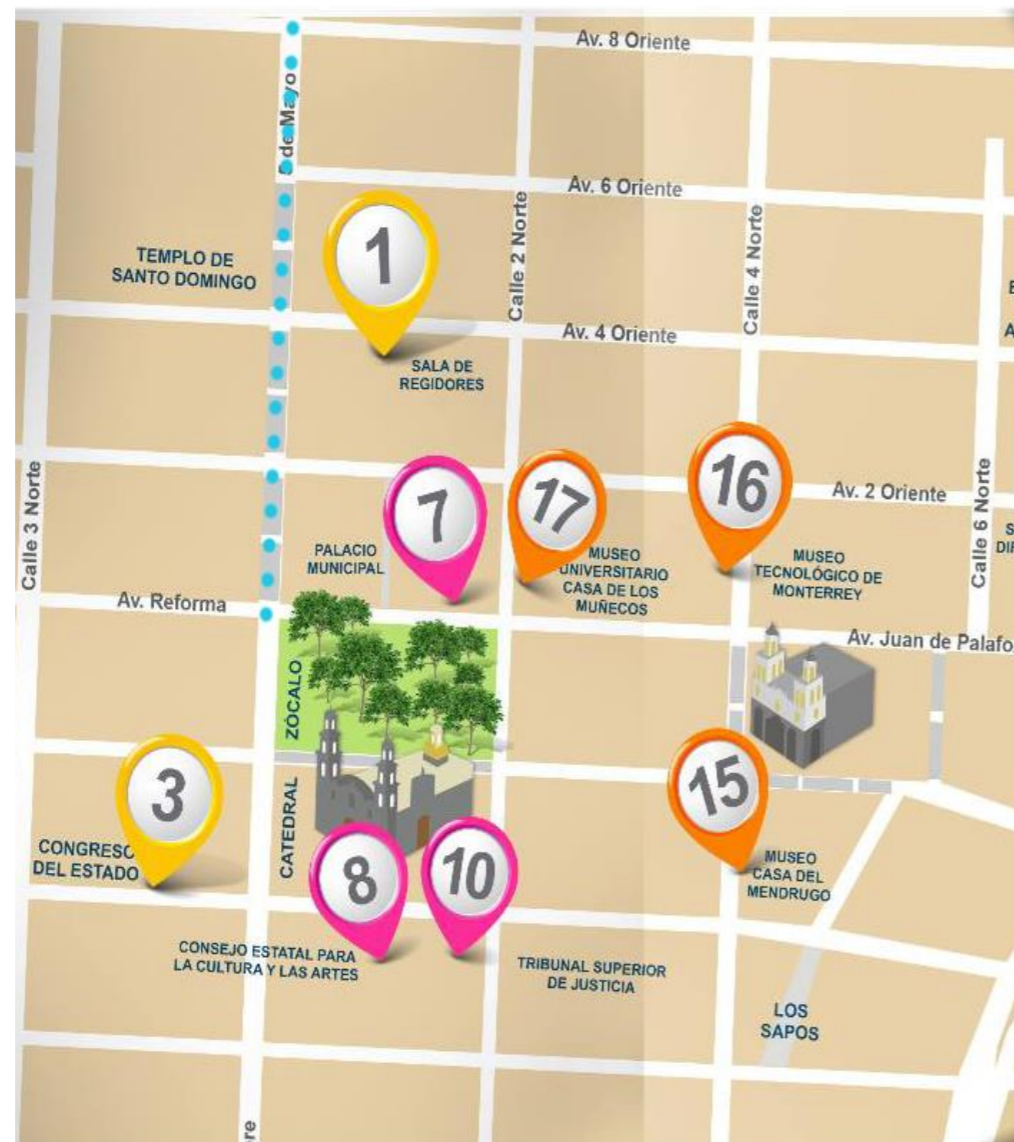 Av. 8 Oriente
de Mayo
Av. 6 Oriente
Calle 2 Norte
Calle 4 Norte
1
TEMPLO DE
SANTO DOMINGO
Av. 4 Oriente
SALA DE
REGIDORES
Calle 3 Norte
7
17
16
Av. 2 Oriente
Calle 6 Norte
PALACIO
MUNICIPAL
MUSEO
UNIVERSITARIO
CASA DE LOS
MUÑECOS
MUSEO
TECNOLÓGICO DE
MONTERREY
Av. Reforma
Av. Juan de Palafo
ZÓCALO
3
15
CATEDRAL
CONGRESO
DEL ESTADO
8
10
MUSEO
CASA DEL
MENDRUGO
CONSEJO ESTATAL PARA
LA CULTURA Y LAS ARTES
TRIBUNAL SUPERIOR
DE JUSTICIA
LOS
SAPOS